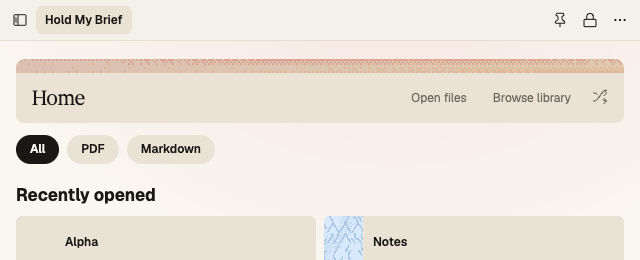 Hold My Brief
Home
Open files
Browse library
All
PDF
Markdown
Recently opened
Alpha
Notes